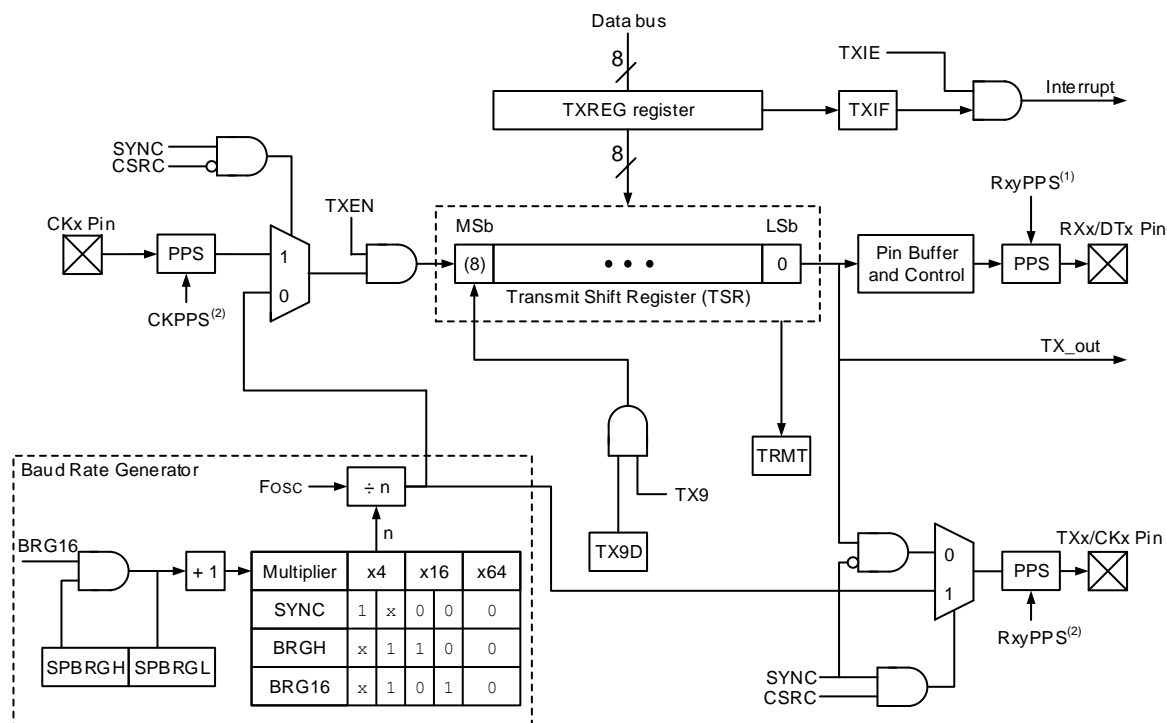 Data bus
8
TXIE
Interrupt
TXREG register
TXIF
SYNC
CSRC
8
RxyPPS(1)
TXEN
CKx Pin
MSb
LSb
RXx/DTx Pin
PPS
1
(8)
• • •
0
Pin Buffer
and Control
PPS
0
Transmit Shift Register (TSR)
CKPPS(2)
TX_out
TRMT
Baud Rate Generator
Fosc
÷ n
TX9
n
TX9D
BRG16
+ 1
Multiplier x4 x16 x64
SYNC 1 x 0 0 0
BRGH x 1 1 0 0
BRG16 x 1 0 1 0
SPBRGH SPBRGL
TXx/CKx Pin
0
PPS
1
RxyPPS(2)
SYNC
CSRC